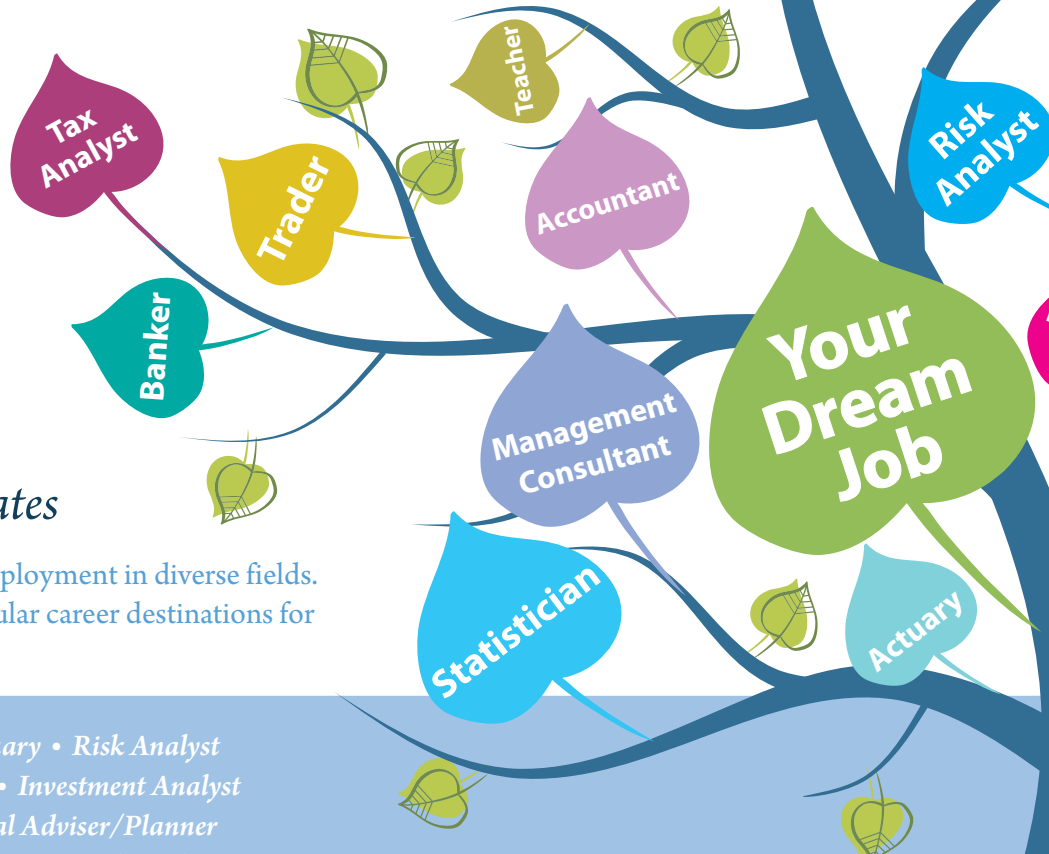 Teacher
Tax
Analyst
Risk
Analyst
Trader
Accountant
Banker
Your
Dream
Job
Management
Consultant
Statistician
Actuary
ates
ployment in diverse fields.
ular career destinations for
ary • Risk Analyst
• Investment Analyst
al Adviser/Planner